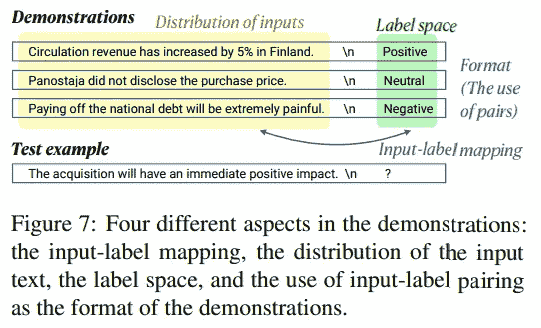 Demonstrations Distribution of inputs Label space
Circulation revenue has increased by 5% in Finland. \n Positive
Panostaja did not disclose the purchase price. \n Neutral
Paying off the national debt will be extremely painful. \n Negative
Format
(The use
of pairs)
Test example Input-label mapping
The acquisition will have an immediate positive impact. \n ?
Figure 7: Four different aspects in the demonstrations:
the input-label mapping, the distribution of the input
text, the label space, and the use of input-label pairing
as the format of the demonstrations.